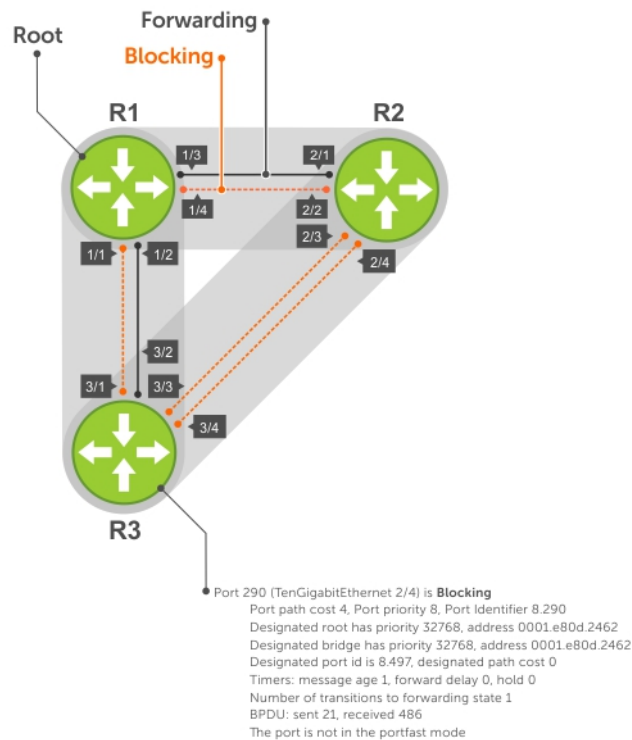 Forwarding
Root
Blocking
R1
R2
1/3
2/1
1/4
2/2
2/3
1/1
1/2
2/4
3/2
3/1
3/3
3/4
R3
Port 290 (TenGigabitEthernet 2/4) is Blocking
Port path cost 4, Port priority 8, Port Identifier 8.290
Designated root has priority 32768, address 0001.e80d.2462
Designated bridge has priority 32768, address 0001.e80d.2462
Designated port id is 8.497, designated path cost 0
Timers: message age 1, forward delay 0, hold 0
Number of transitions to forwarding state 1
BPDU: sent 21, received 486
The port is not in the portfast mode